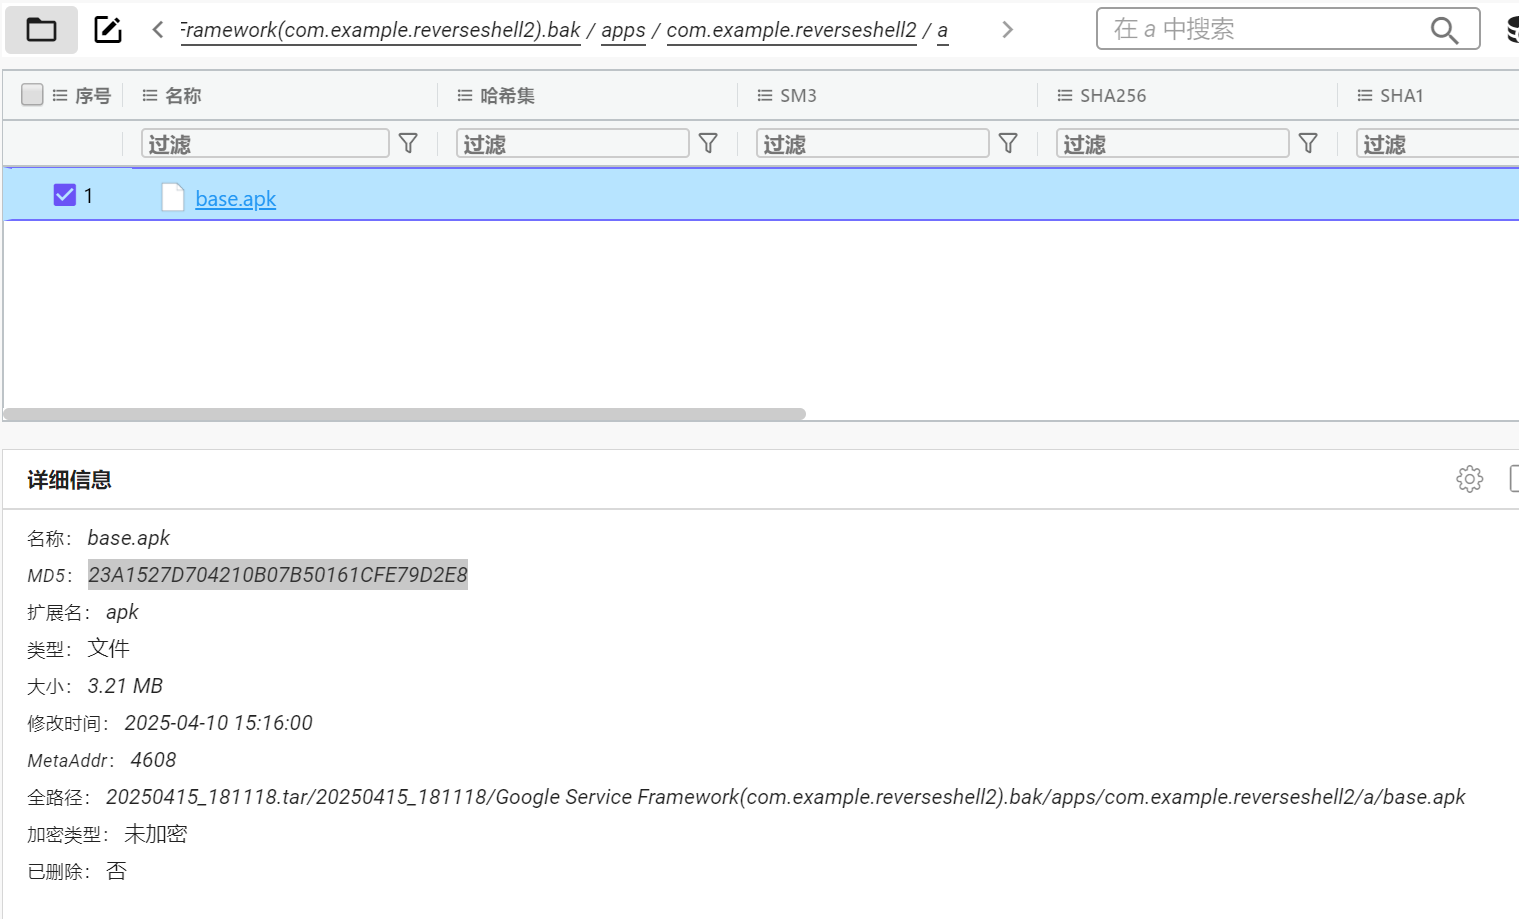 Framework(com.example.reverseshell2).bak / apps / com.example.reverseshell2 / a
在 a 中搜索
序号 名称 哈希集 SM3 SHA256 SHA1
过滤 过滤 过滤 过滤 过滤
1 base.apk
详细信息
名称： base.apk
MD5： 23A1527D704210B07B50161CFE79D2E8
扩展名： apk
类型： 文件
大小： 3.21 MB
修改时间： 2025-04-10 15:16:00
MetaAddr： 4608
全路径： 20250415_181118.tar/20250415_181118/Google Service Framework(com.example.reverseshell2).bak/apps/com.example.reverseshell2/a/base.apk
加密类型： 未加密
已删除： 否